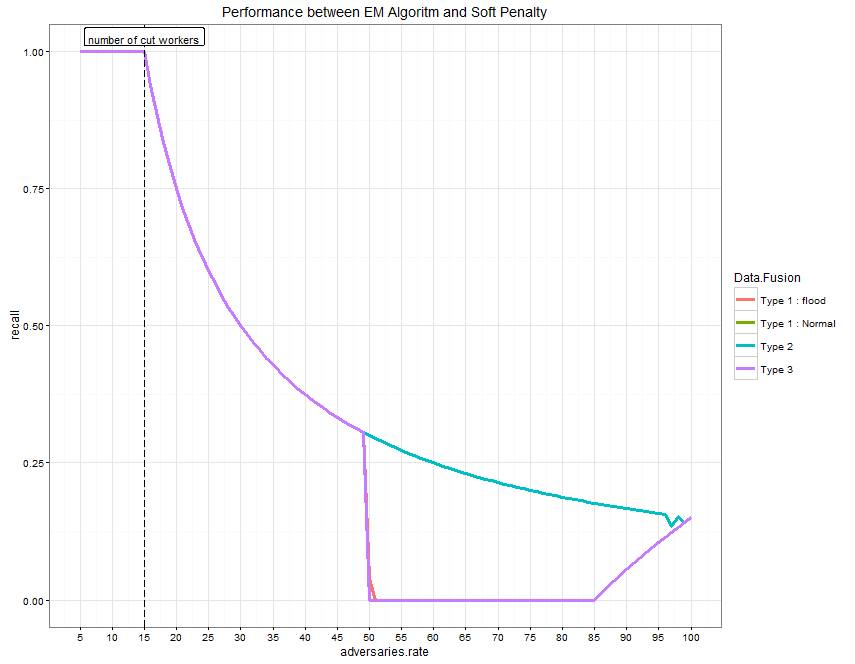 Performance between EM Algoritm and Soft Penalty
number of cut workers
1.00
0.75
0.50
0.25
0.00
recall
5 10 15 20 25 30 35 40 45 50 55 60 65 70 75 80 85 90 95 100
adversaries.rate
Data.Fusion
Type 1 : flood
Type 1 : Normal
Type 2
Type 3